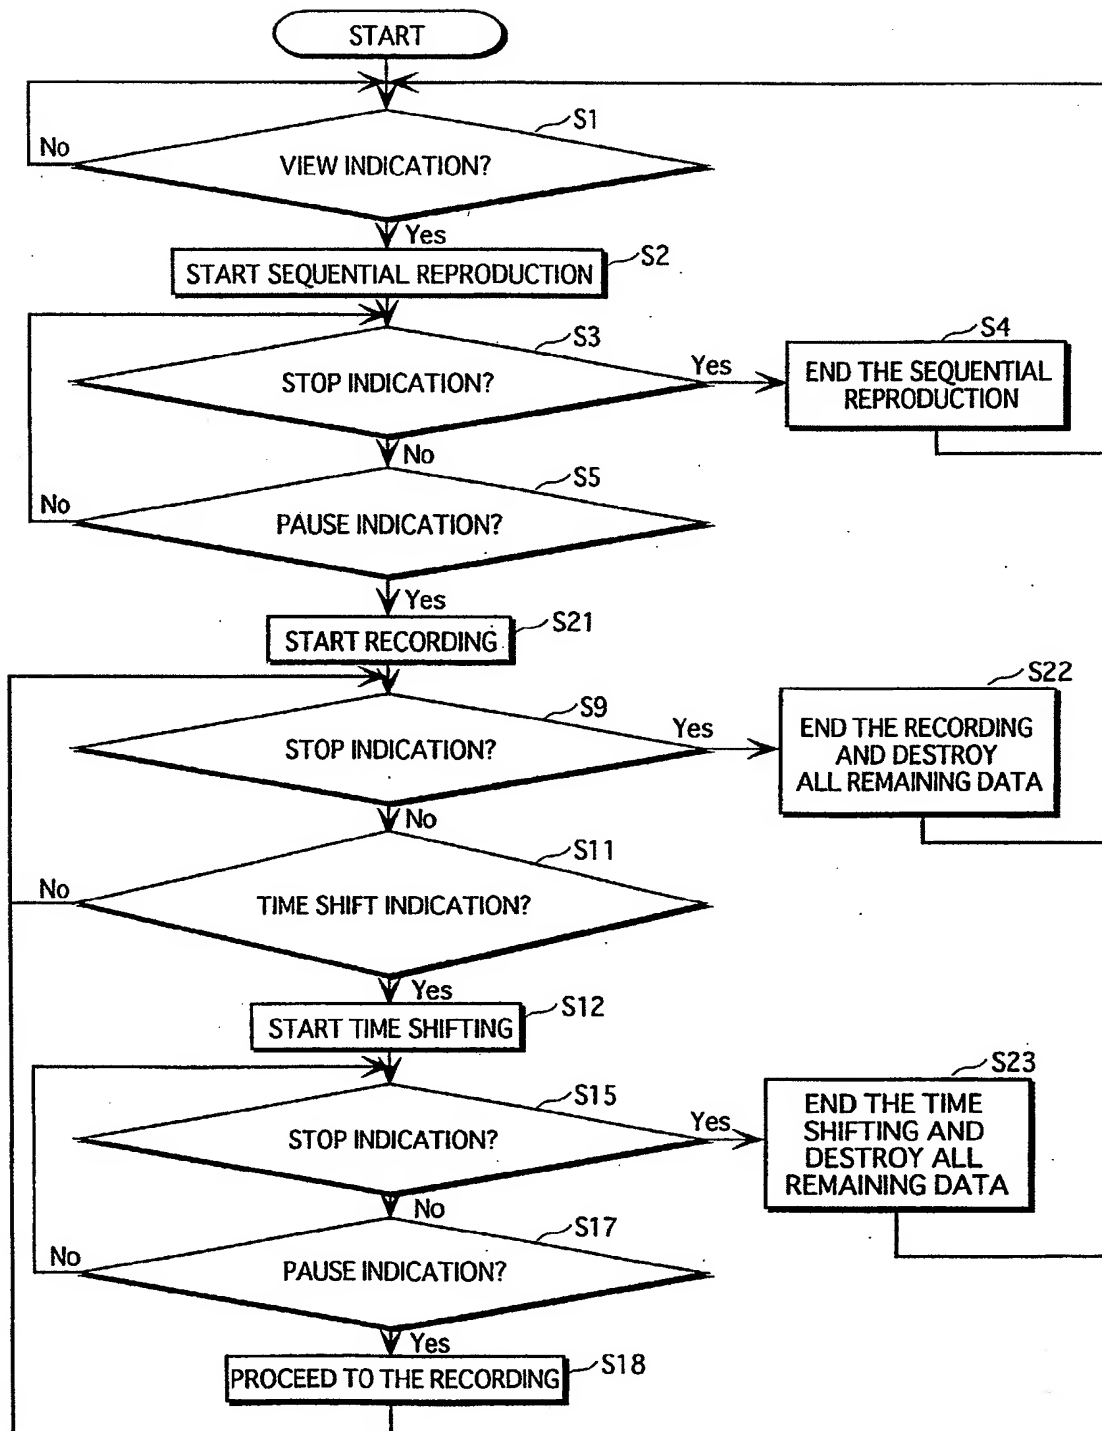 START
S1
No
VIEW INDICATION?
Yes
S2
START SEQUENTIAL REPRODUCTION
S3
STOP INDICATION?
Yes
S4
END THE SEQUENTIAL
REPRODUCTION
No
S5
No
PAUSE INDICATION?
Yes
S21
START RECORDING
S9
STOP INDICATION?
Yes
S22
END THE RECORDING
AND DESTROY
ALL REMAINING DATA
No
S11
No
TIME SHIFT INDICATION?
Yes
S12
START TIME SHIFTING
S15
STOP INDICATION?
Yes
S23
END THE TIME
SHIFTING AND
DESTROY ALL
REMAINING DATA
No
S17
No
PAUSE INDICATION?
Yes
S18
PROCEED TO THE RECORDING